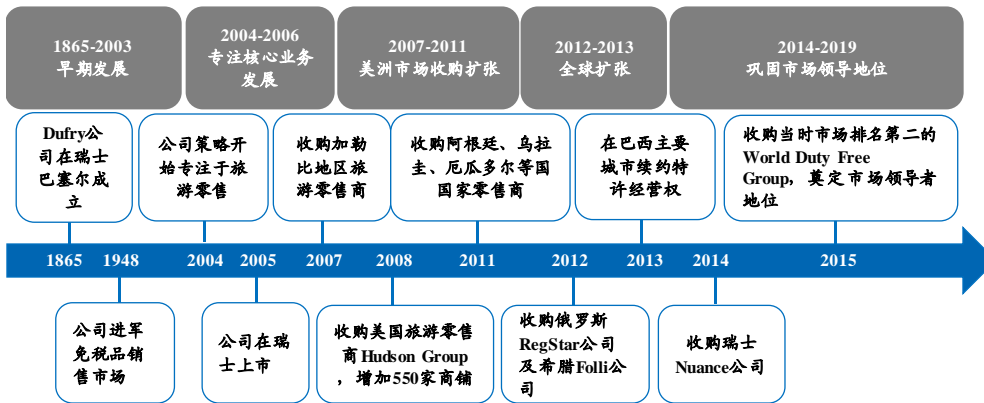 1865-2003
早期发展
2004-2006
专注核心业务
发展
2007-2011
美洲市场收购扩张
2012-2013
全球扩张
2014-2019
巩固市场领导地位
Dufry公
司在瑞士
巴塞尔成
立
公司策略开
始专注于旅
游零售
收购加勒
比地区旅
游零售商
收购阿根廷、乌拉
圭、厄瓜多尔等国
国家零售商
在巴西主要
城市续约特
许经营权
收购当时市场排名第二的
World Duty Free
Group，奠定市场领导者
地位
1865
1948
2004
2005
2007
2008
2011
2012
2013
2014
2015
公司进军
免税品销
售市场
公司在瑞
士上市
收购美国旅游零售
商Hudson Group
，增加550家商铺
收购俄罗斯
RegStar公司
及希腊Folli公
司
收购瑞士
Nuance公司